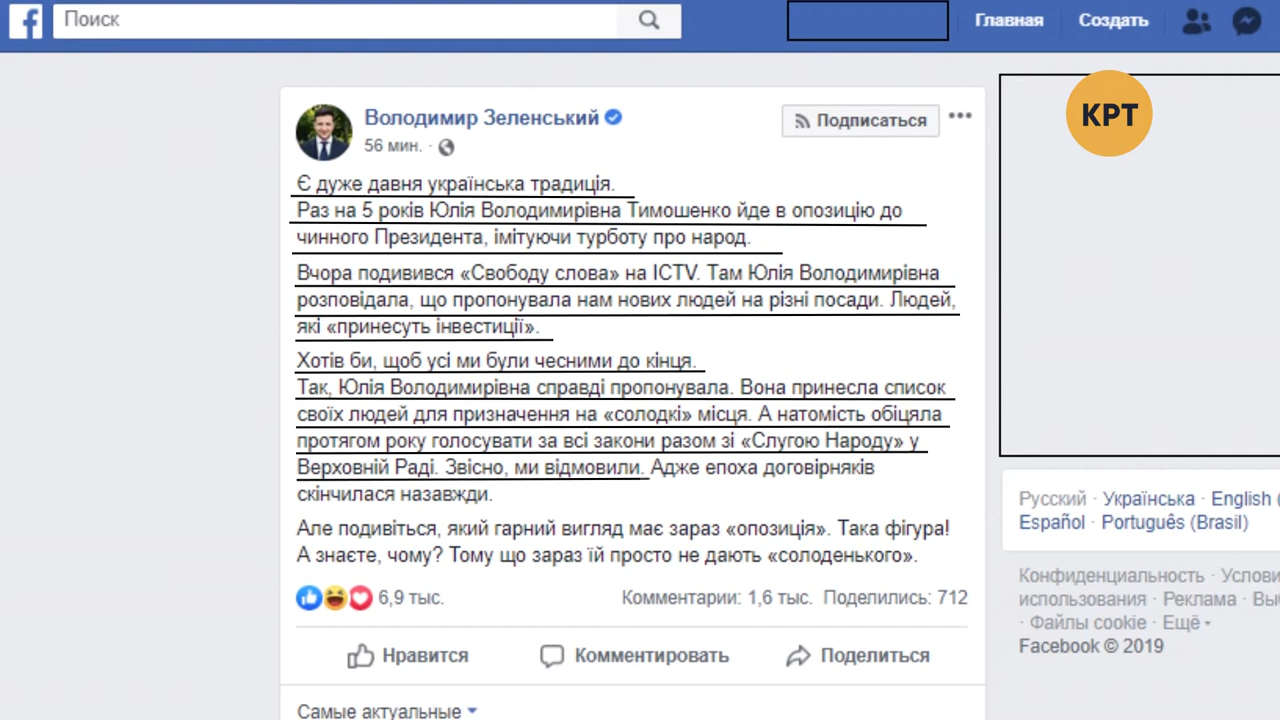 f
Поиск
Главная
Создать
КРТ
Володимир Зеленський
Подписаться
56 мин. ·
Є дуже давня українська традиція.
Раз на 5 років Юлія Володимирівна Тимошенко йде в опозицію до
чинного Президента, імітуючи турботу про народ.
Вчора подивився «Свободу слова» на ICTV. Там Юлія Володимирівна
розповідала, що пропонувала нам нових людей на різні посади. Людей,
які «принесуть інвестиції».
Хотів би, щоб усі ми були чесними до кінця.
Так, Юлія Володимирівна справді пропонувала. Вона принесла список
своїх людей для призначення на «солодкі» місця. А натомість обіцяла
протягом року голосувати за всі закони разом зі «Слугою Народу» у
Верховній Раді. Звісно, ми відмовили. Адже епоха договірняків
скінчилася назавжди.
Але подивіться, який гарний вигляд має зараз «опозиція». Така фігура!
А знаєте, чому? Тому що зараз їй просто не дають «солоденького».
6,9 тыс.
Комментарии: 1,6 тыс. Поделились: 712
Нравится
Комментировать
Поделиться
Самые актуальные
Русский · Українська · English (
Español · Português (Brasil)
Конфиденциальность · Услови
использования · Реклама · Выб
· Файлы cookie · Ещё
Facebook © 2019